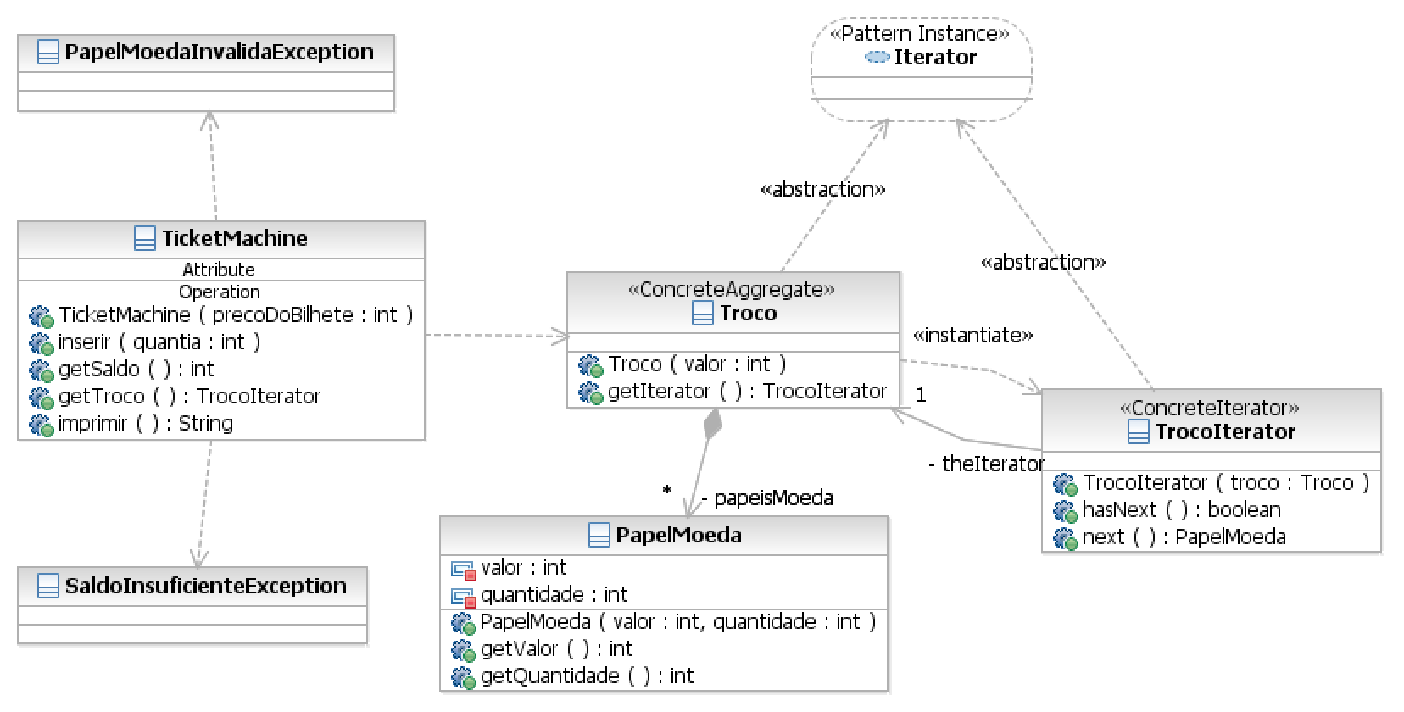 PapelMoedaInvalidaException
«Pattern Instance»
Iterator
«abstraction»
«abstraction»
TicketMachine
Attribute
Operation
TicketMachine ( precoDoBilhete : int )
inserir ( quantia : int )
getSaldo ( ) : int
getTroco ( ) : TrocoIterator
imprimir ( ) : String
«ConcreteAggregate»
Troco
Troco ( valor : int )
getIterator ( ) : TrocoIterator
«instantiate»
1
- theIterator
«ConcreteIterator»
TrocoIterator
TrocoIterator ( troco : Troco )
hasNext ( ) : boolean
next ( ) : PapelMoeda
*
- papeisMoeda
PapelMoeda
valor : int
quantidade : int
PapelMoeda ( valor : int, quantidade : int )
getValor ( ) : int
getQuantidade ( ) : int
SaldoInsuficienteException